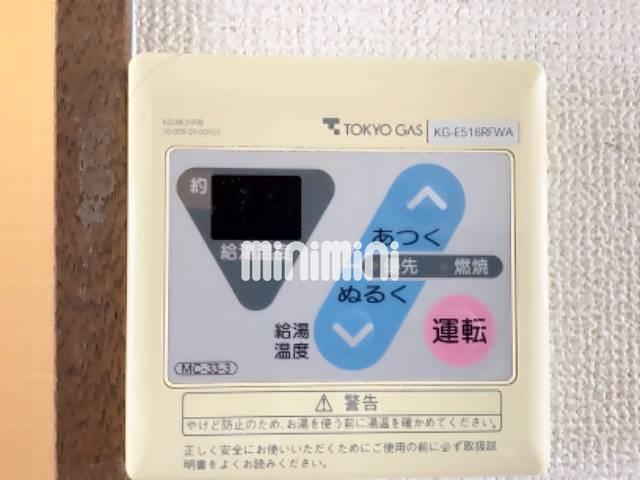 TOKYO GAS
KG-E516RFWA
約
あつく
minimini
優先 燃焼
ぬるく
給湯
温度
運転
MC-33-3
⚠ 警告
やけど防止のため、お湯を使う前に湯温を確かめてください。
正しく安全にお使いいただくためにご使用の前に必ず取扱説
明書をよくお読みください。